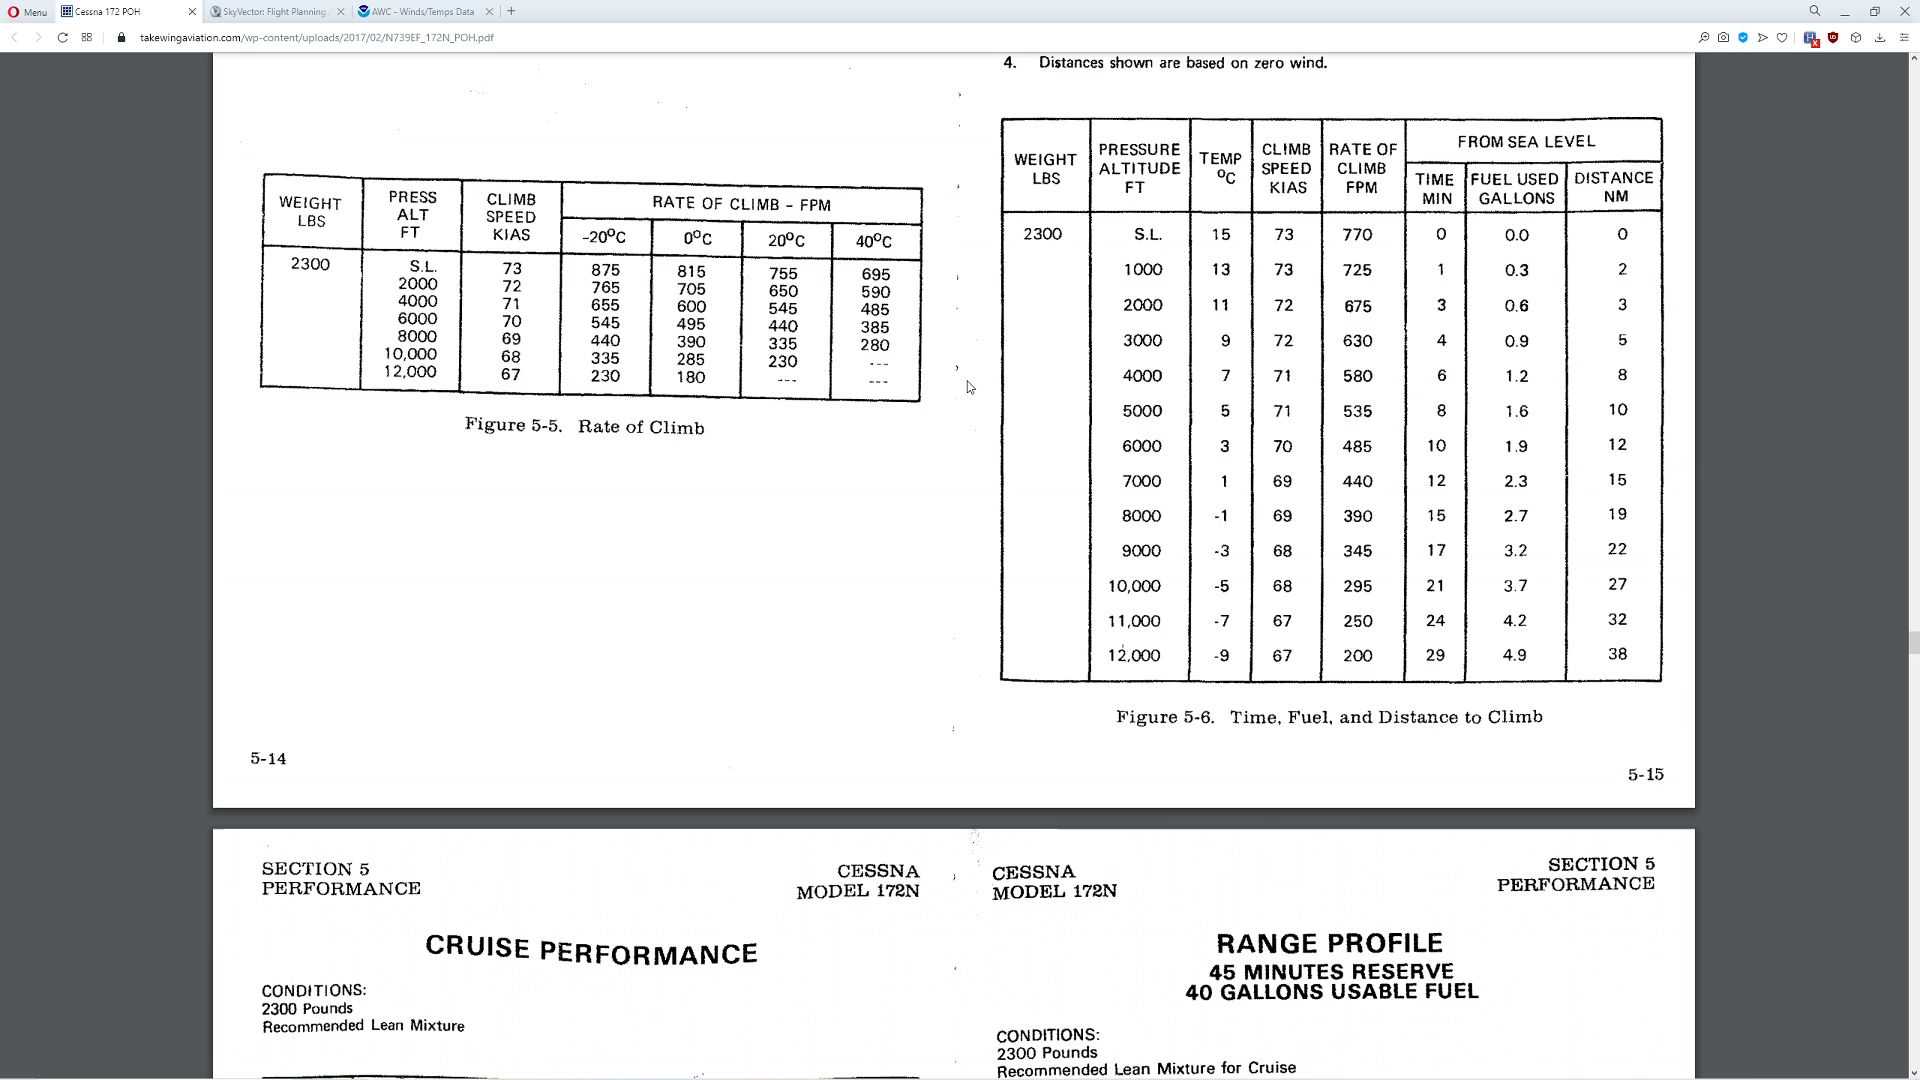 Menu
Cessna 172 POH
SkyVector: Flight Planning
AWC - Winds/Temps Data
takewingaviation.com/wp-content/uploads/2017/02/N739EF_172N_POH.pdf
4. Distances shown are based on zero wind.
WEIGHT LBS PRESS ALT FT CLIMB SPEED KIAS RATE OF CLIMB - FPM
-20°C 0°C 20°C 40°C
2300 S.L. 73 875 815 755 695
2000 72 765 705 650 590
4000 71 655 600 545 485
6000 70 545 495 440 385
8000 69 440 390 335 280
10,000 68 335 285 230 ---
12,000 67 230 180 --- ---
Figure 5-5. Rate of Climb
5-14
WEIGHT LBS PRESSURE ALTITUDE FT TEMP °C CLIMB SPEED KIAS RATE OF CLIMB FPM FROM SEA LEVEL
TIME MIN FUEL USED GALLONS DISTANCE NM
2300 S.L. 15 73 770 0 0.0 0
1000 13 73 725 1 0.3 2
2000 11 72 675 3 0.6 3
3000 9 72 630 4 0.9 5
4000 7 71 580 6 1.2 8
5000 5 71 535 8 1.6 10
6000 3 70 485 10 1.9 12
7000 1 69 440 12 2.3 15
8000 -1 69 390 15 2.7 19
9000 -3 68 345 17 3.2 22
10,000 -5 68 295 21 3.7 27
11,000 -7 67 250 24 4.2 32
12,000 -9 67 200 29 4.9 38
Figure 5-6. Time, Fuel, and Distance to Climb
5-15
SECTION 5
PERFORMANCE
CESSNA
MODEL 172N
CRUISE PERFORMANCE
CONDITIONS:
2300 Pounds
Recommended Lean Mixture
CESSNA
MODEL 172N
SECTION 5
PERFORMANCE
RANGE PROFILE
45 MINUTES RESERVE
40 GALLONS USABLE FUEL
CONDITIONS:
2300 Pounds
Recommended Lean Mixture for Cruise